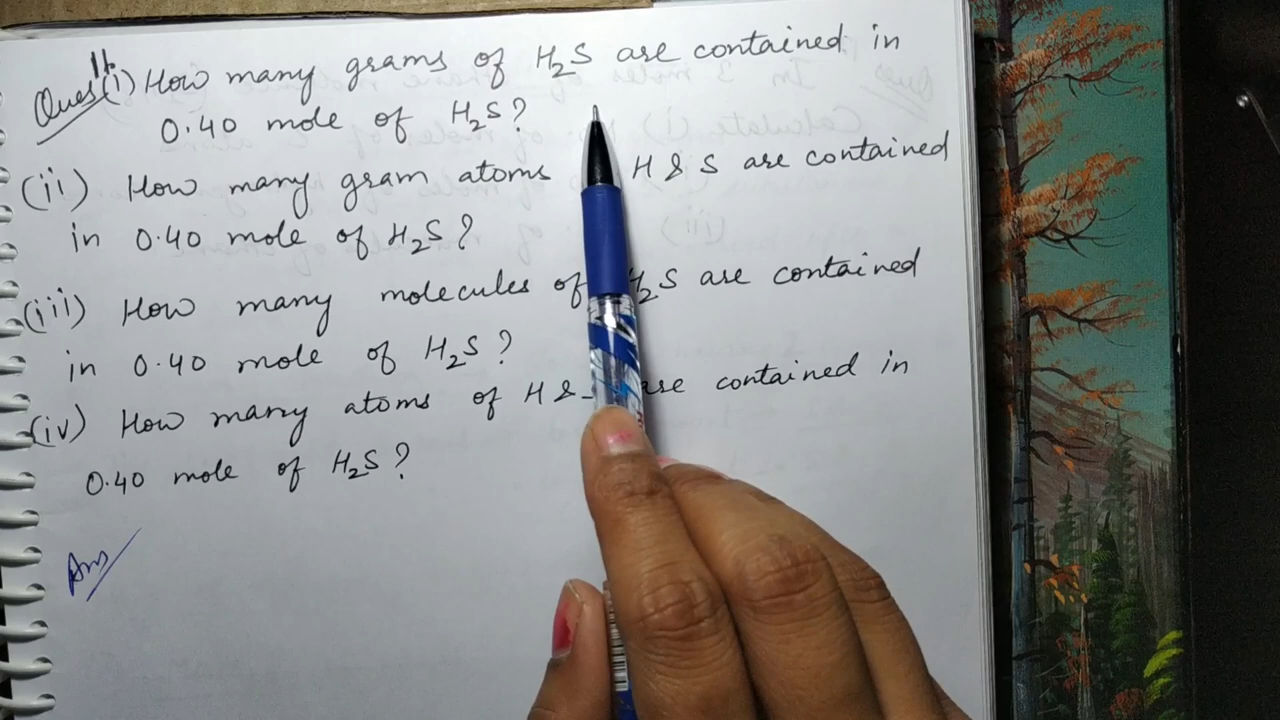 Ques 11. (i) How many grams of H₂S are contained in
0.40 mole of H₂S?
(ii) How many gram atoms H & S are contained
in 0.40 mole of H₂S?
(iii) How many molecules of H₂S are contained
in 0.40 mole of H₂S?
(iv) How many atoms of H & are contained in
0.40 mole of H₂S?
Ans